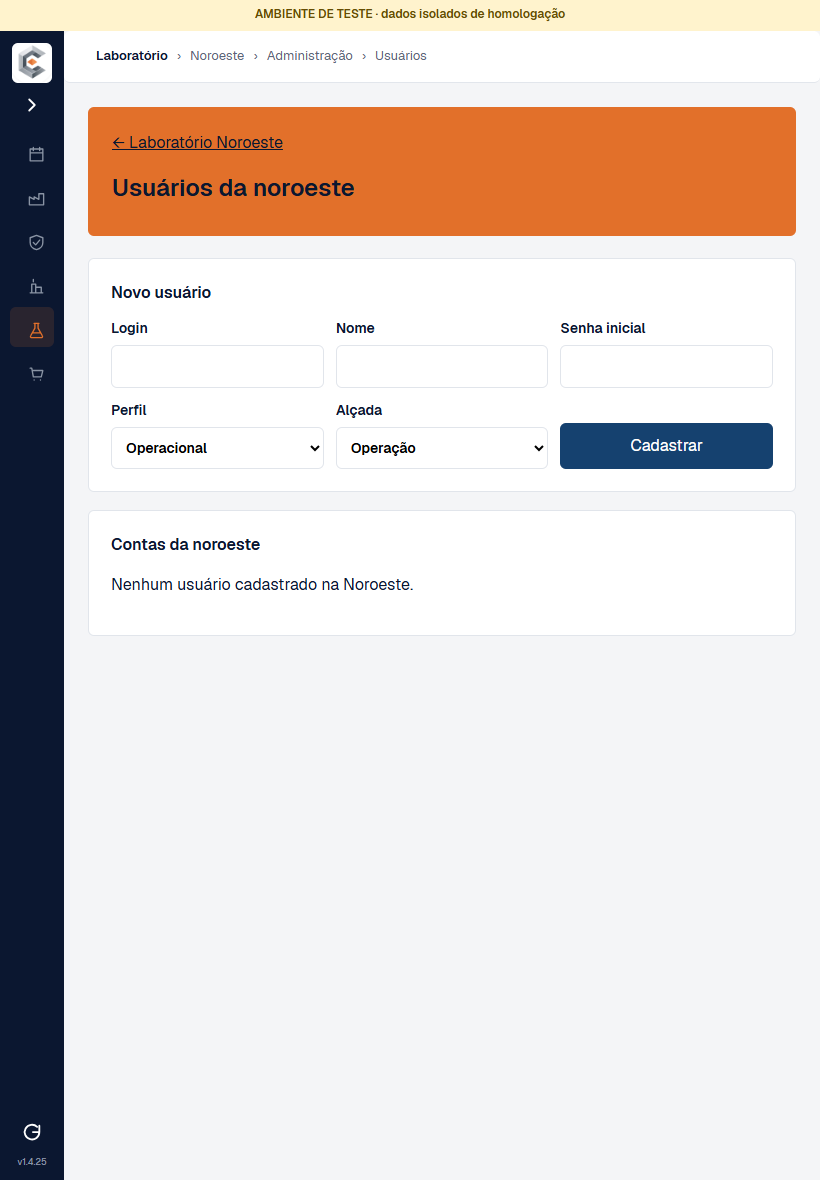 AMBIENTE DE TESTE · dados isolados de homologação
Laboratório › Noroeste › Administração › Usuários
← Laboratório Noroeste
Usuários da noroeste
Novo usuário
Login Nome Senha inicial
Perfil Alçada
Operacional Operação Cadastrar
Contas da noroeste
Nenhum usuário cadastrado na Noroeste.
v1.4.25